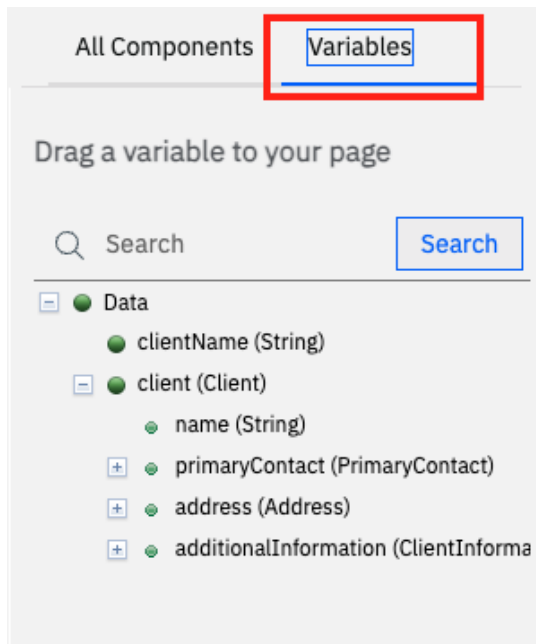 All Components Variables
Drag a variable to your page
Search Search
Data
clientName (String)
client (Client)
name (String)
primaryContact (PrimaryContact)
address (Address)
additionalInformation (ClientInforma